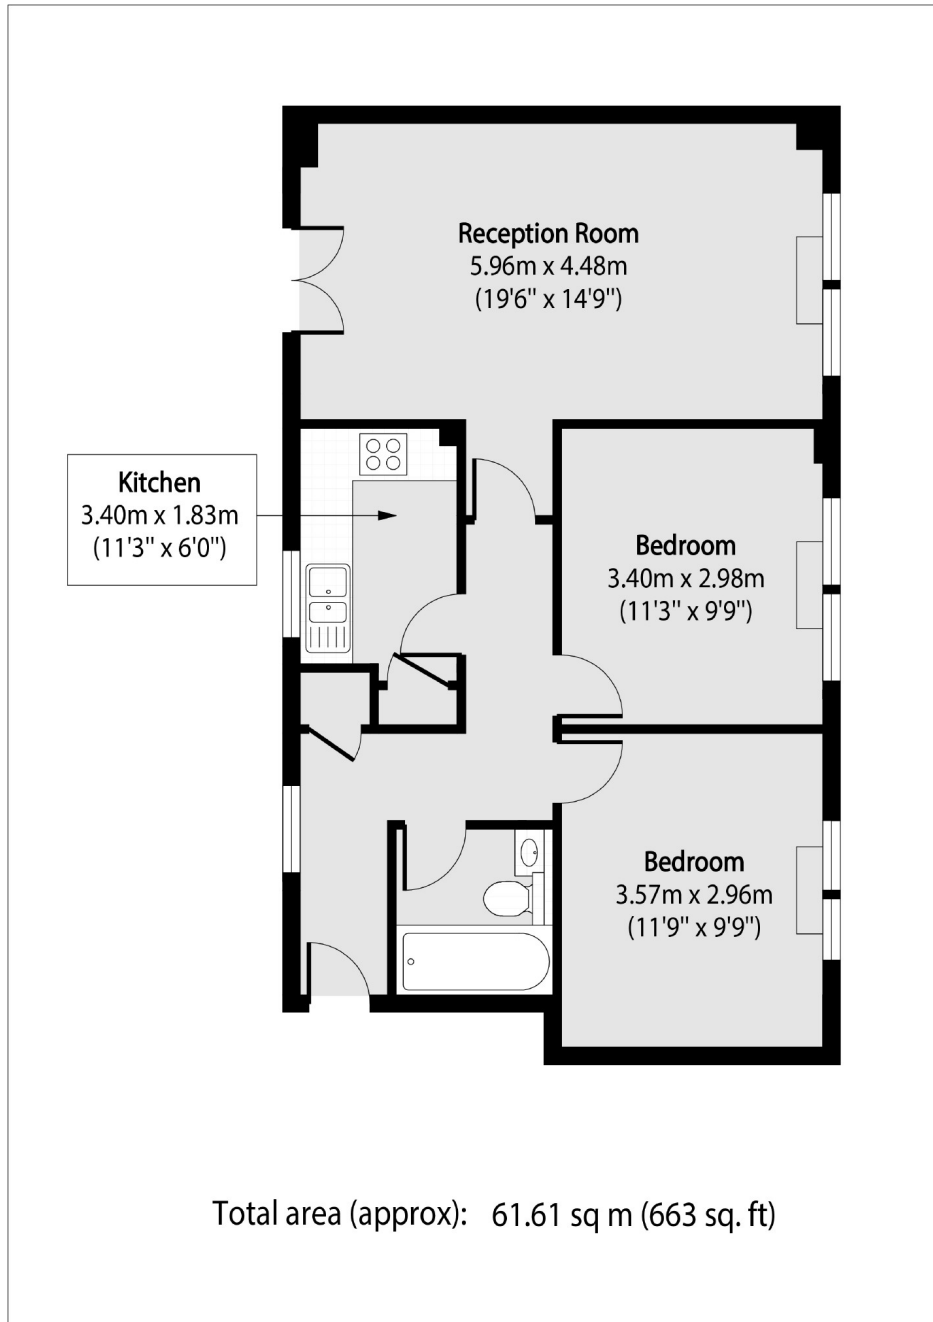 Reception Room
5.96m x 4.48m
(19'6" x 14'9")
Kitchen
3.40m x 1.83m
(11'3" x 6'0")
Bedroom
3.40m x 2.98m
(11'3" x 9'9")
Bedroom
3.57m x 2.96m
(11'9" x 9'9")
Total area (approx): 61.61 sq m (663 sq. ft)